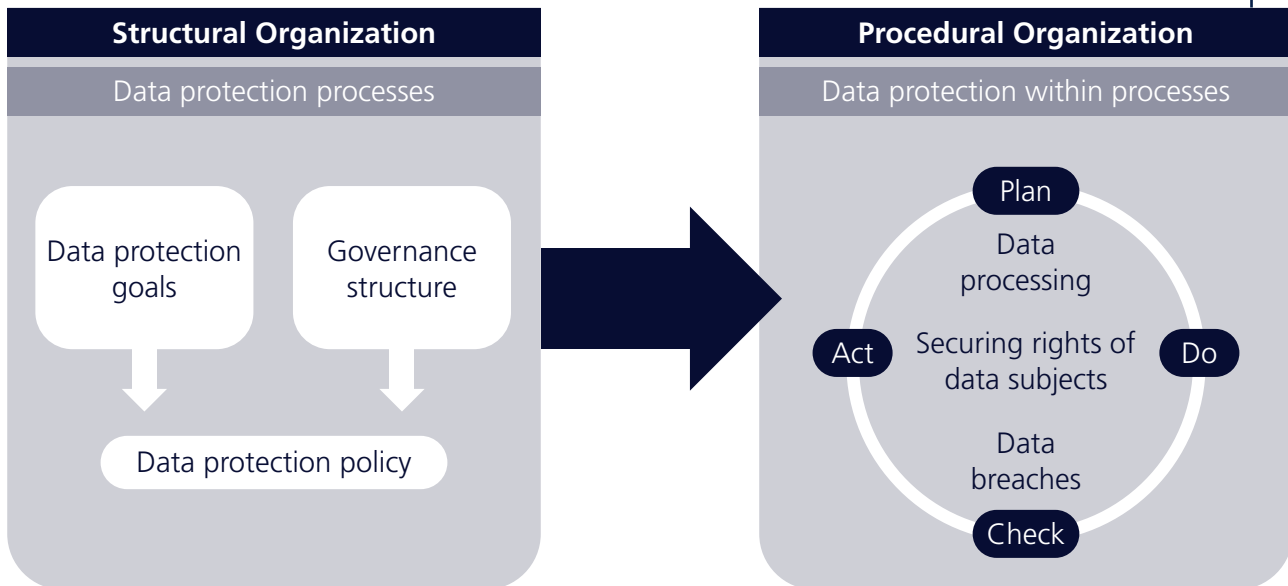 Structural Organization
Data protection processes
Data protection
goals
Governance
structure
Data protection policy
Procedural Organization
Data protection within processes
Plan
Data
processing
Act
Securing rights of
data subjects
Do
Data
breaches
Check